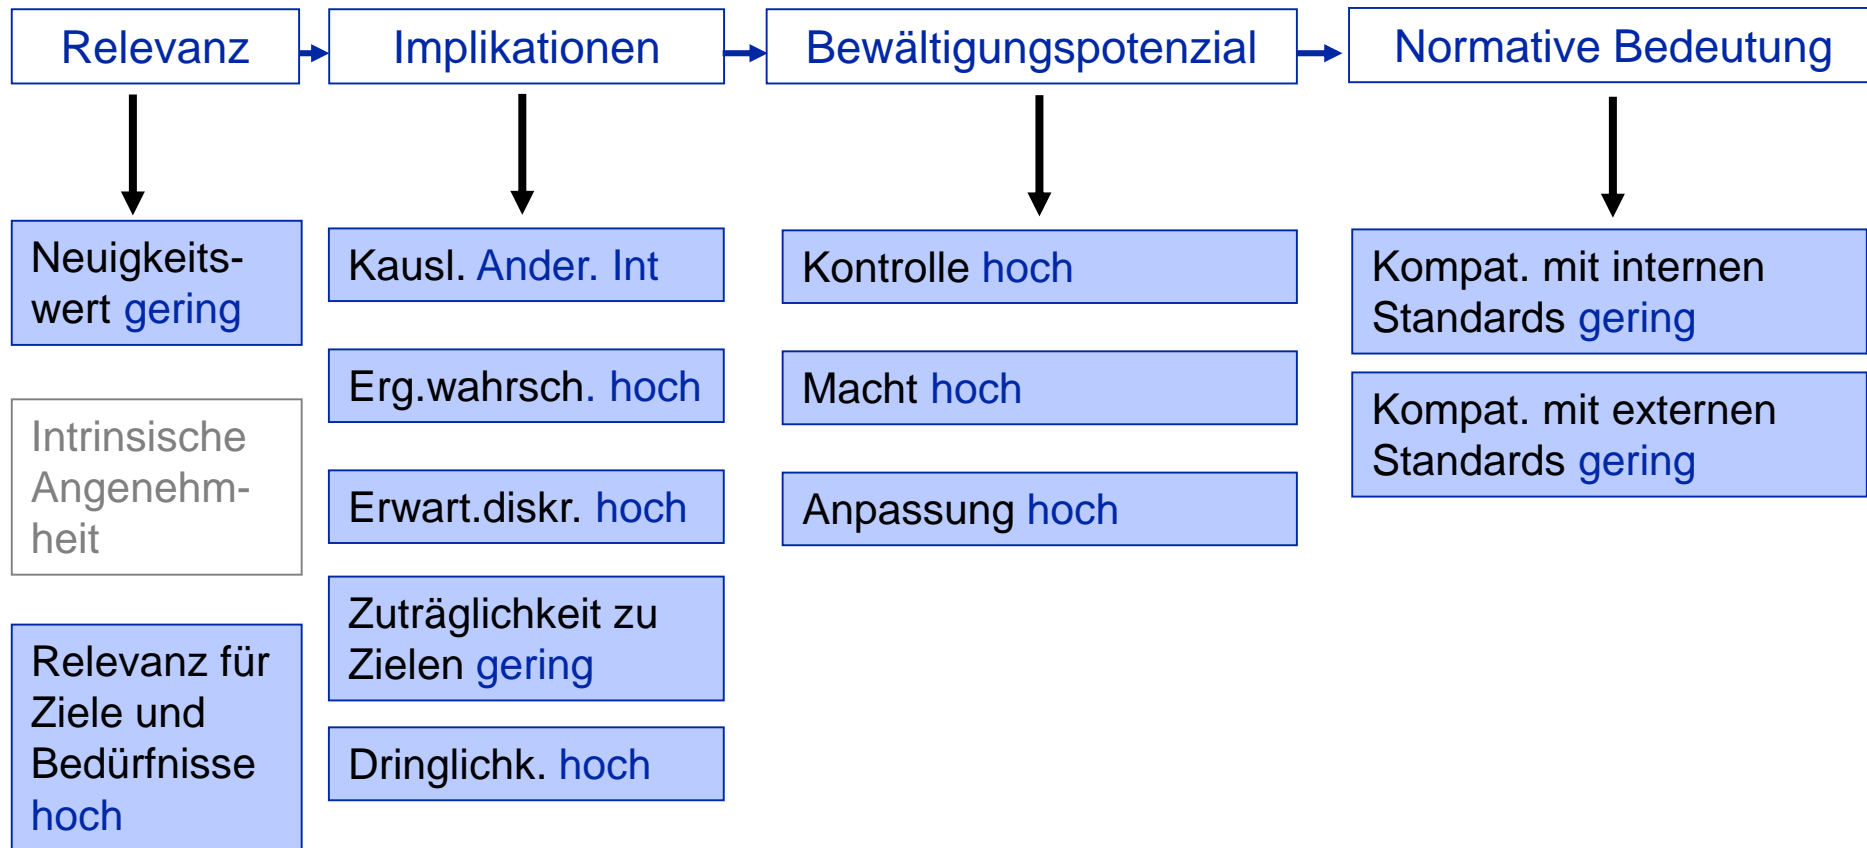 Relevanz
Implikationen
Bewältigungspotenzial
Normative Bedeutung
Neuigkeits-
wert gering
Intrinsische
Angenehm-
heit
Relevanz für
Ziele und
Bedürfnisse
hoch
Kausl. Ander. Int
Erg.wahrsch. hoch
Erwart.diskr. hoch
Zuträglichkeit zu
Zielen gering
Dringlichk. hoch
Kontrolle hoch
Macht hoch
Anpassung hoch
Kompat. mit internen
Standards gering
Kompat. mit externen
Standards gering